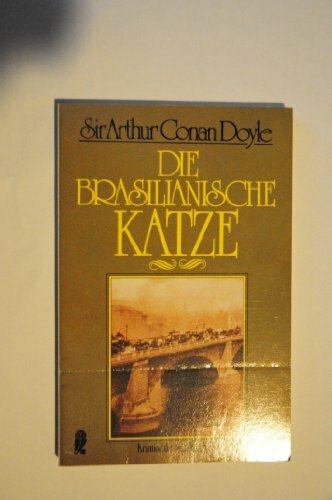 Sir Arthur Conan Doyle
DIE
BRASILIANISCHE
KATZE